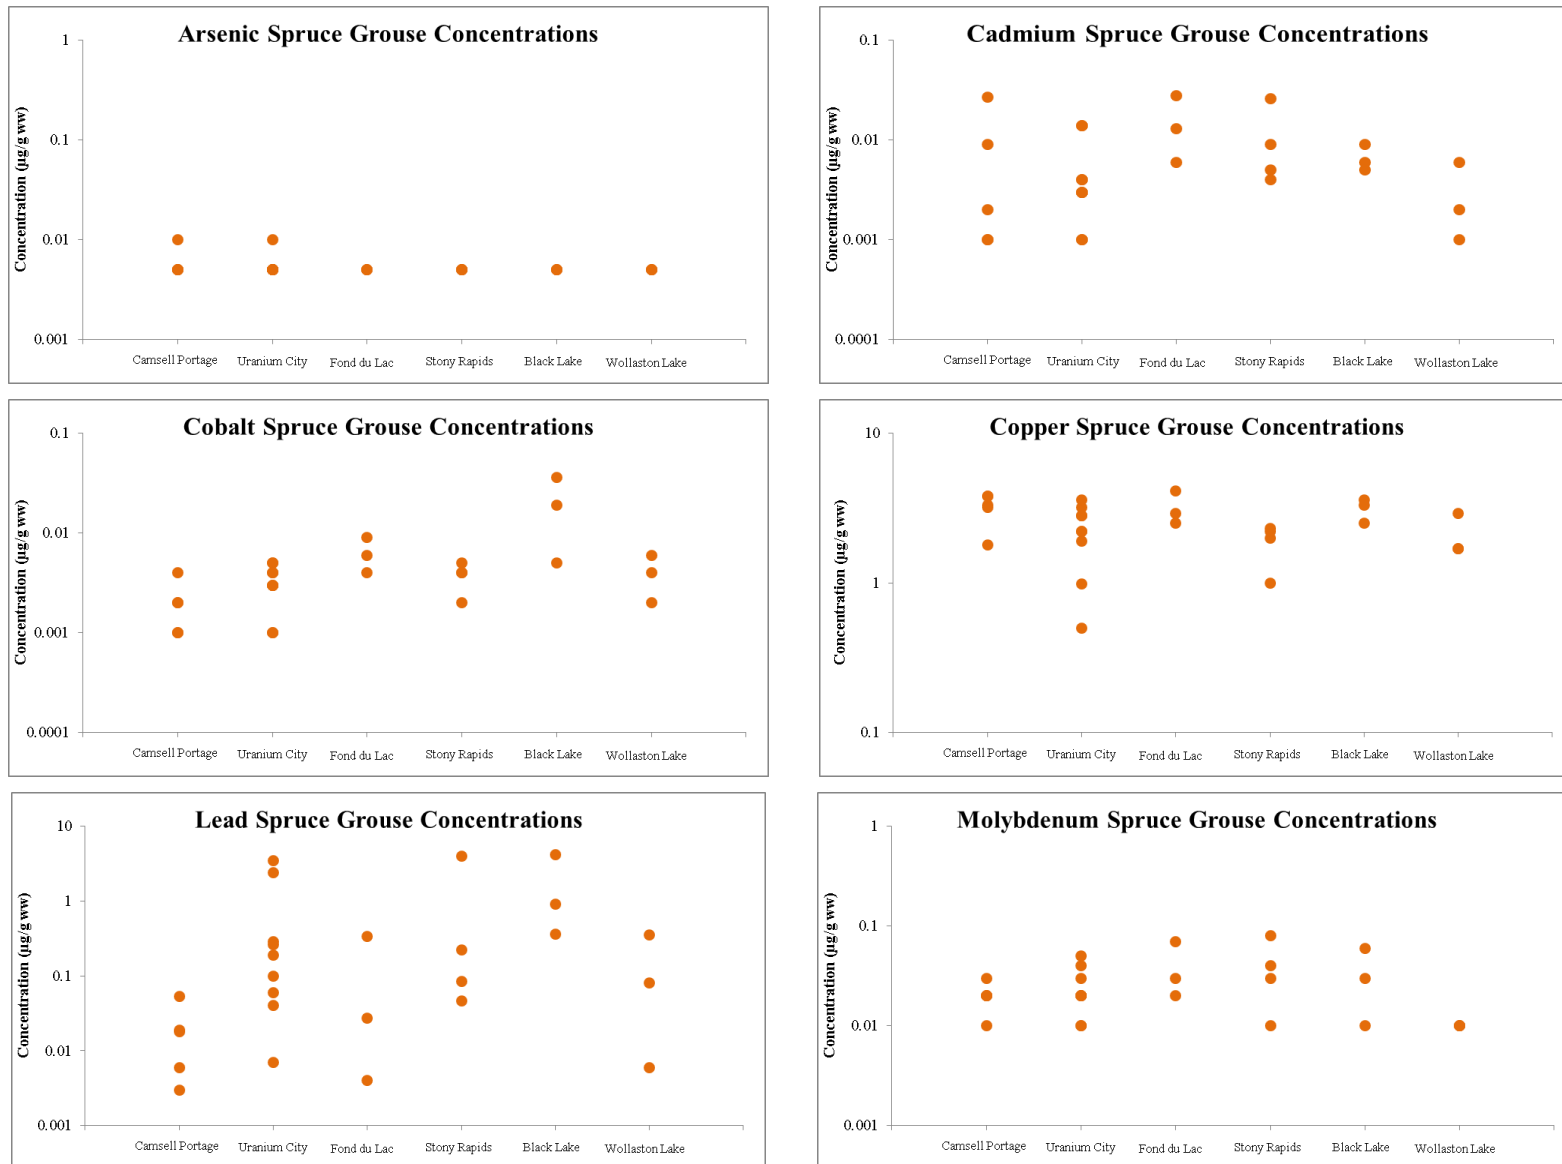 Arsenic Spruce Grouse Concentrations
Concentration (µg/g ww)
1
0.1
0.01
0.001
Camsell Portage Uranium City Fond du Lac Stony Rapids Black Lake Wollaston Lake
Cadmium Spruce Grouse Concentrations
Concentration (µg/g ww)
0.1
0.01
0.001
0.0001
Camsell Portage Uranium City Fond du Lac Stony Rapids Black Lake Wollaston Lake
Cobalt Spruce Grouse Concentrations
Concentration (µg/g ww)
0.1
0.01
0.001
0.0001
Camsell Portage Uranium City Fond du Lac Stony Rapids Black Lake Wollaston Lake
Copper Spruce Grouse Concentrations
Concentration (µg/g ww)
10
1
0.1
Camsell Portage Uranium City Fond du Lac Stony Rapids Black Lake Wollaston Lake
Lead Spruce Grouse Concentrations
Concentration (µg/g ww)
10
1
0.1
0.01
0.001
Camsell Portage Uranium City Fond du Lac Stony Rapids Black Lake Wollaston Lake
Molybdenum Spruce Grouse Concentrations
Concentration (µg/g ww)
1
0.1
0.01
0.001
Camsell Portage Uranium City Fond du Lac Stony Rapids Black Lake Wollaston Lake